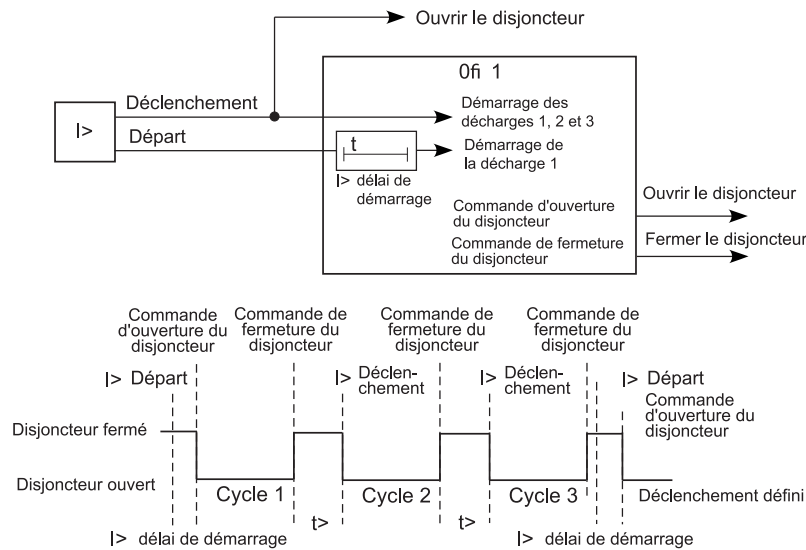 Ouvrir le disjoncteur
0fi 1
Déclenchement
Démarrage des
décharges 1, 2 et 3
I>
Départ
t
Démarrage de
la décharge 1
I> délai de
démarrage
Ouvrir le disjoncteur
Commande d'ouverture
du disjoncteur
Fermer le disjoncteur
Commande de fermeture
du disjoncteur
Commande
d'ouverture du
disjoncteur
Commande de
fermeture du
disjoncteur
Commande de
fermeture du
disjoncteur
Commande de
fermeture du
disjoncteur
I> Départ
I> Déclen-
chement
I> Déclen-
chement
I> Départ
Commande
d'ouverture du
disjoncteur
Disjoncteur fermé
Disjoncteur ouvert
Cycle 1
Cycle 2
Cycle 3
Déclenchement défini
t>
t>
I> délai de démarrage
I> délai de démarrage